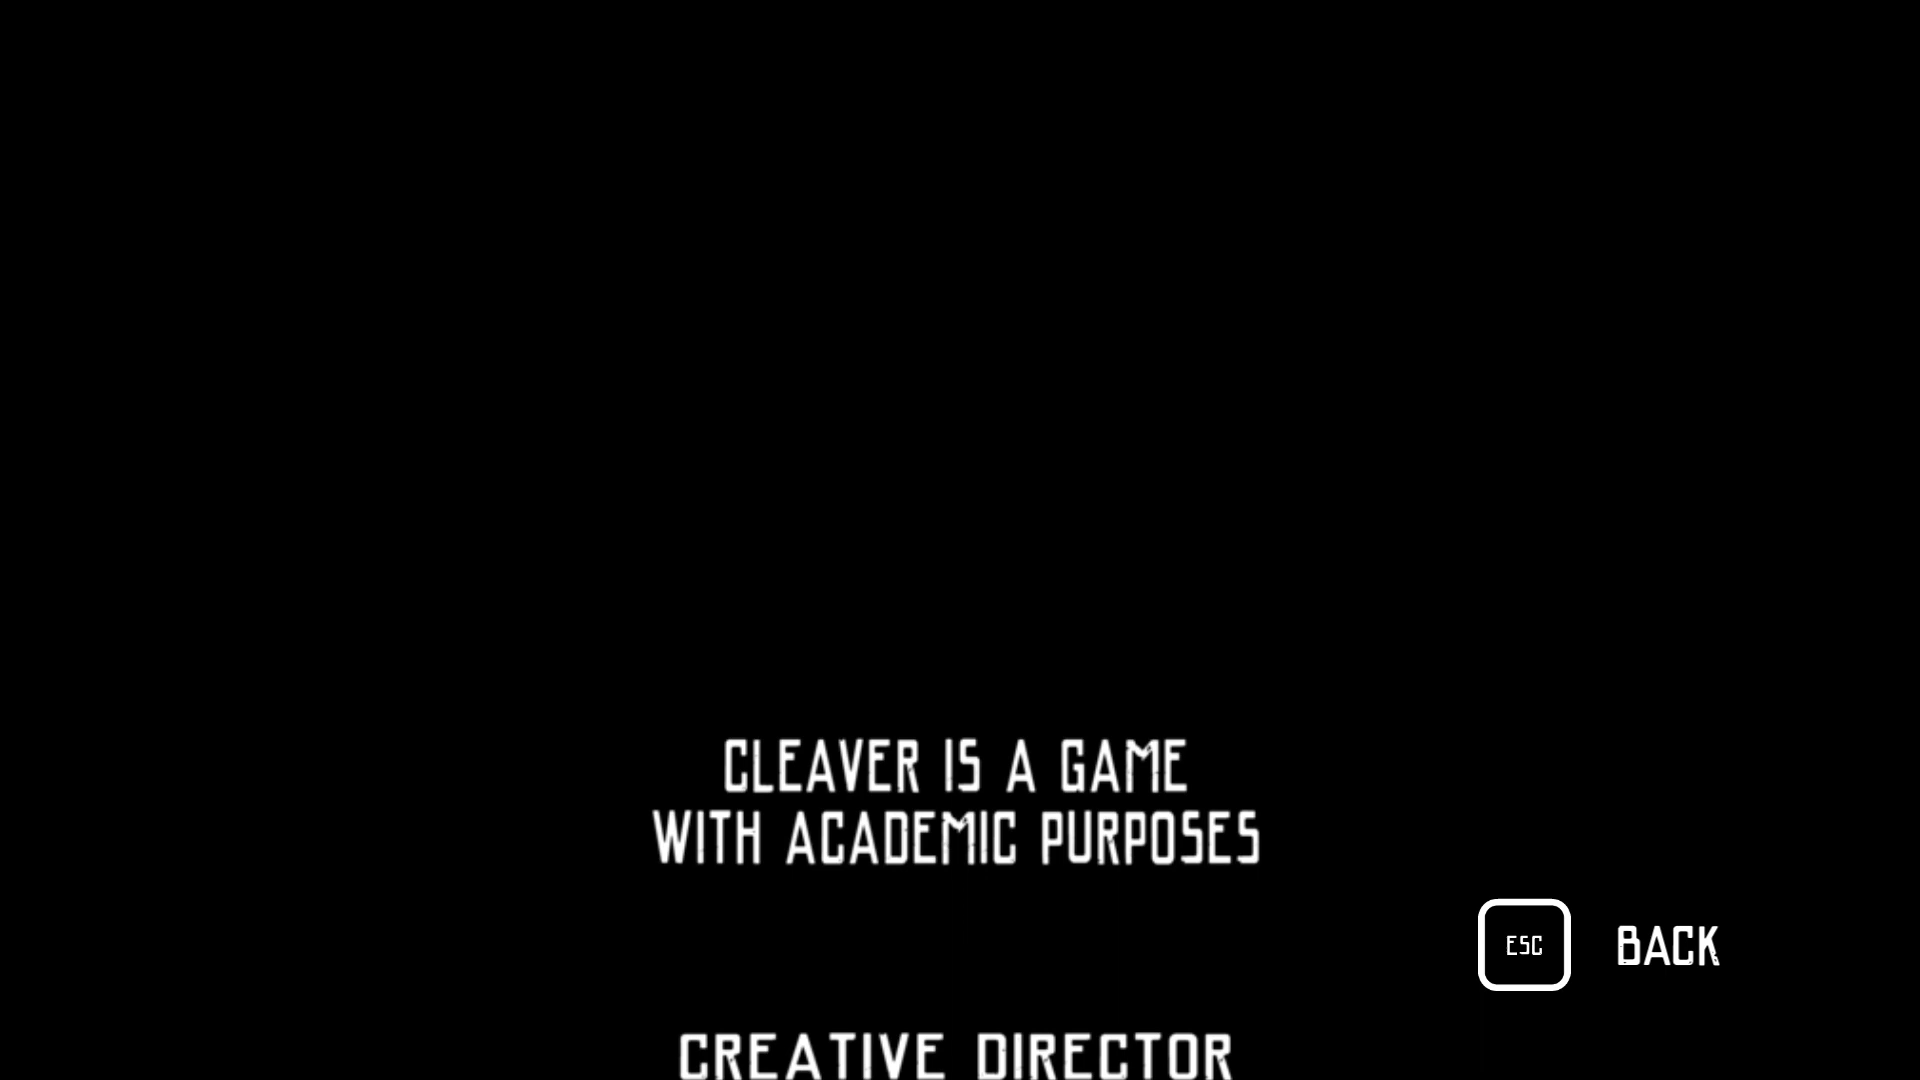 CLEAVER IS A GAME
WITH ACADEMIC PURPOSES
ESC BACK
CREATIVE DIRECTOR